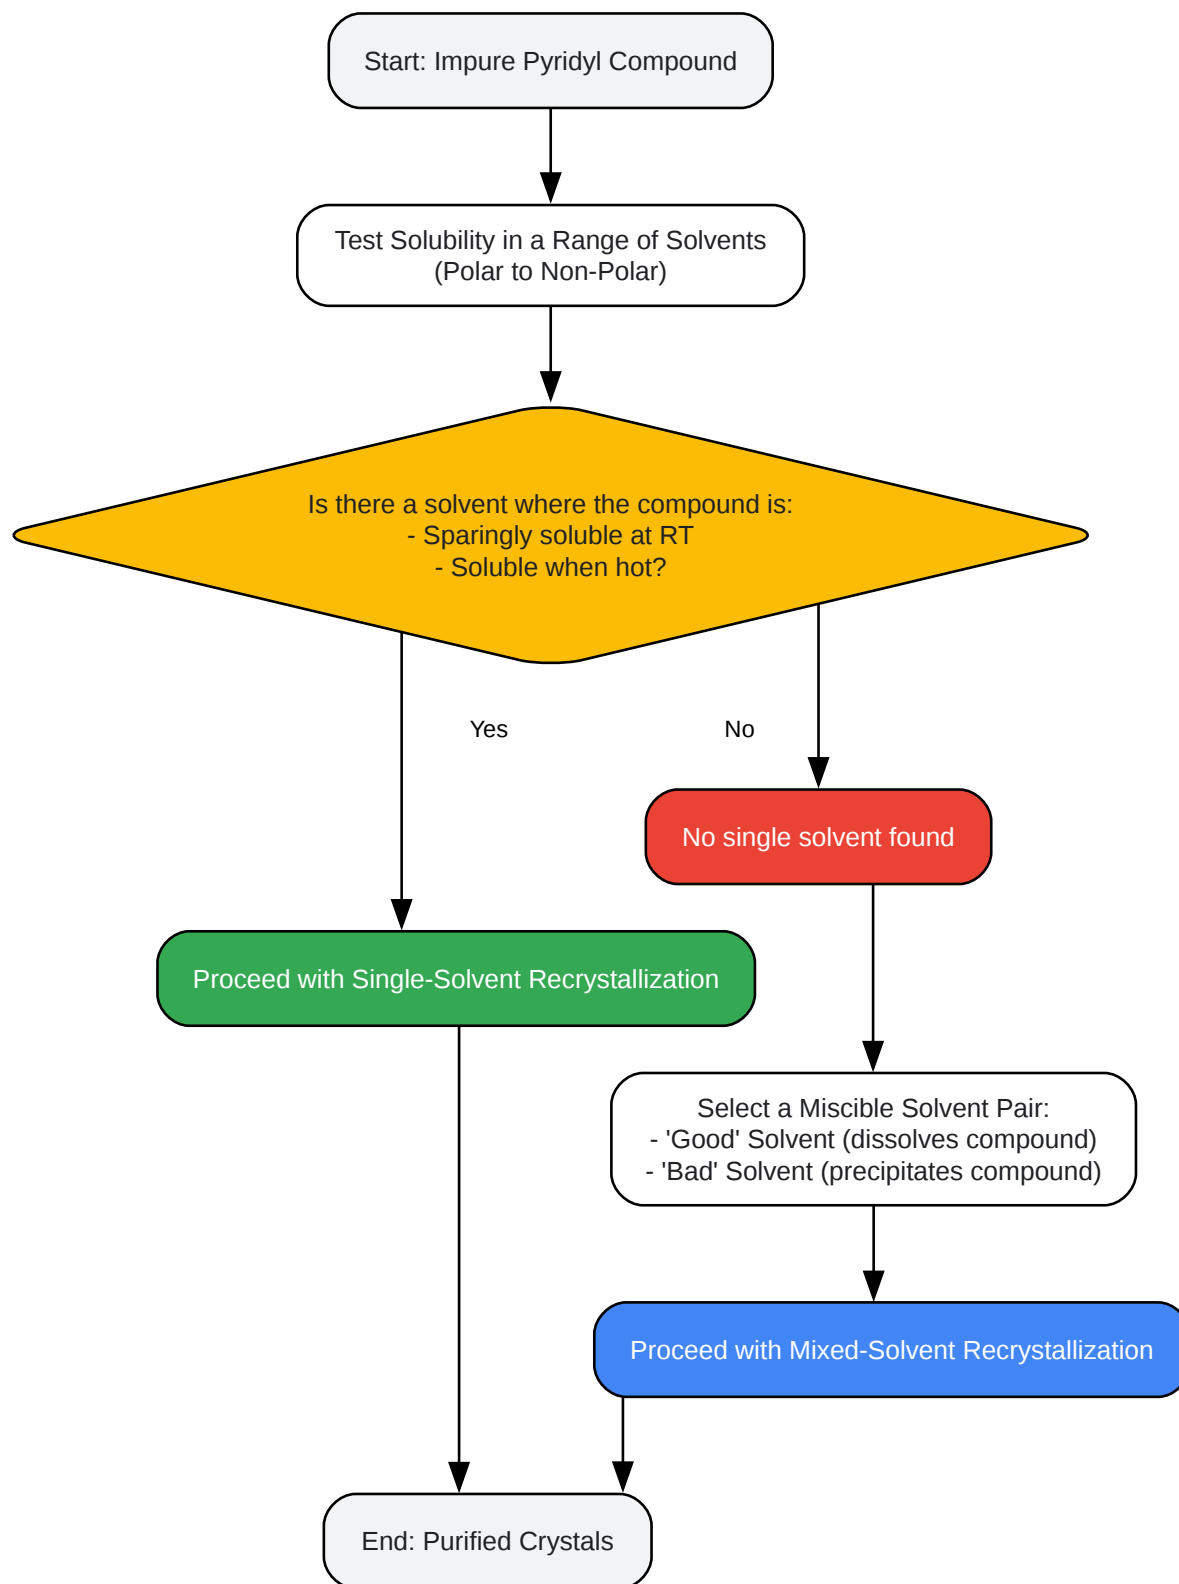 Start: Impure Pyridyl Compound
Test Solubility in a Range of Solvents
(Polar to Non-Polar)
Is there a solvent where the compound is:
- Sparingly soluble at RT
- Soluble when hot?
Yes
No
No single solvent found
Proceed with Single-Solvent Recrystallization
Select a Miscible Solvent Pair:
- 'Good' Solvent (dissolves compound)
- 'Bad' Solvent (precipitates compound)
Proceed with Mixed-Solvent Recrystallization
End: Purified Crystals